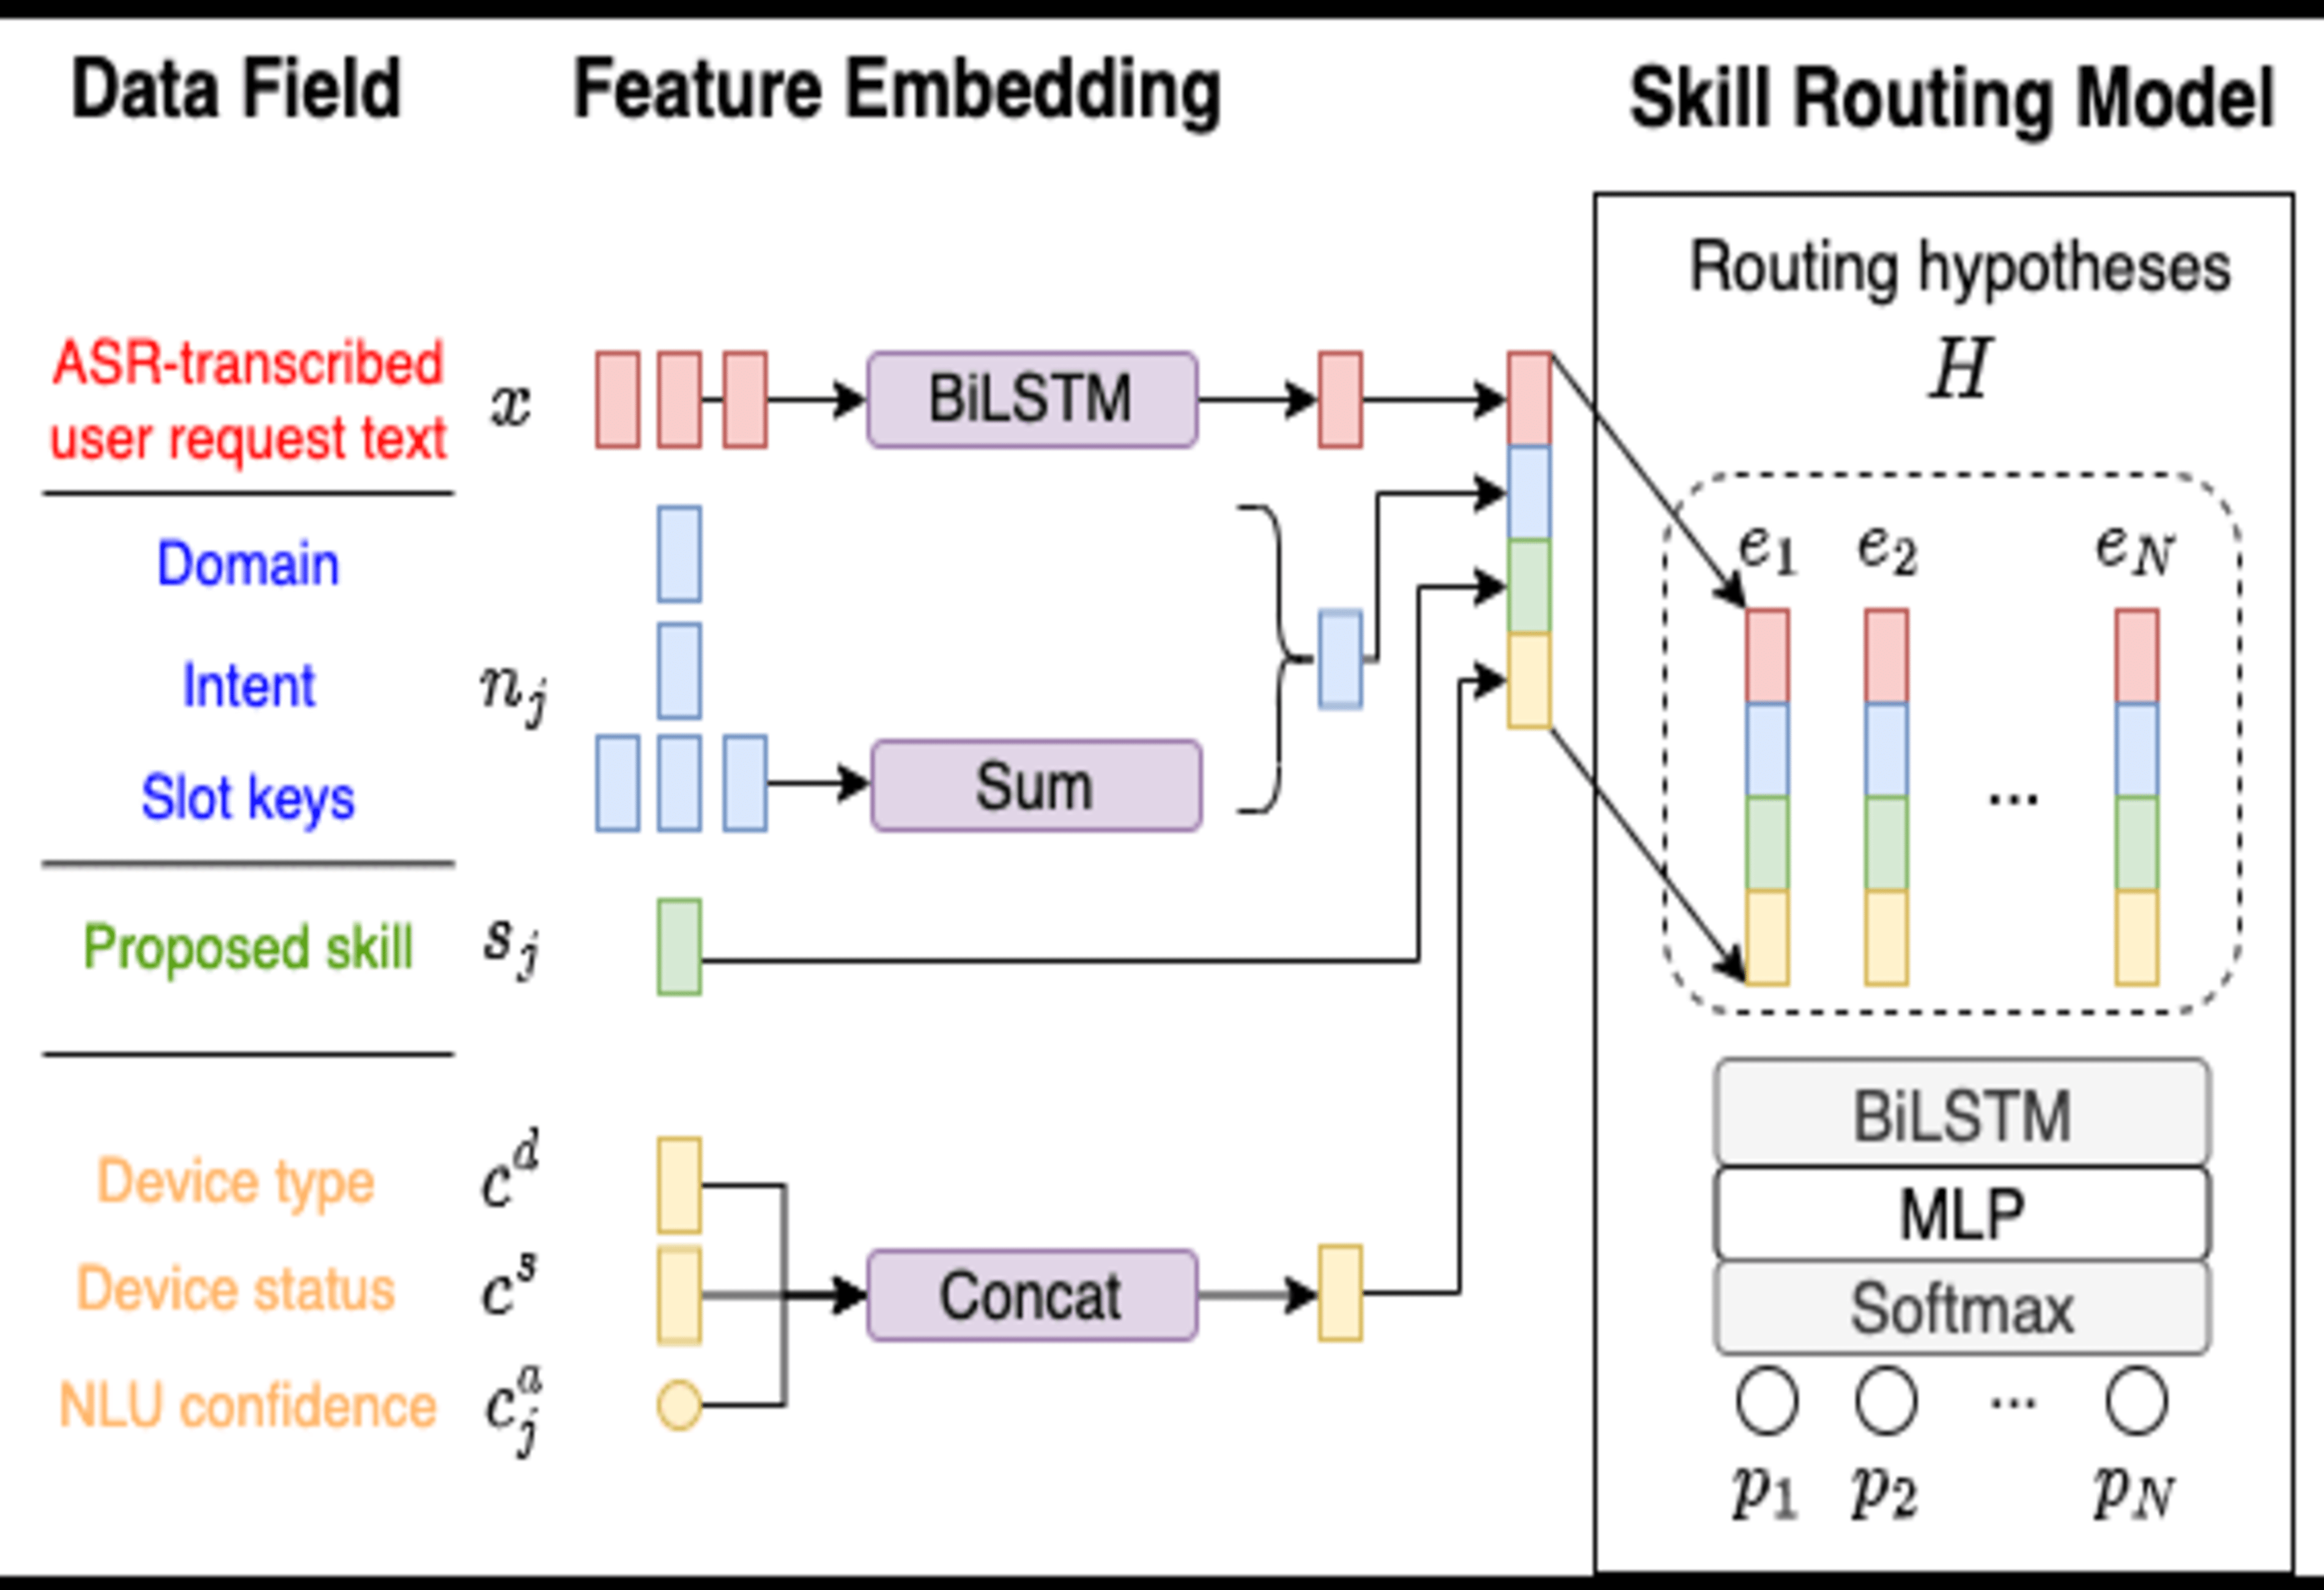 Data Field
Feature Embedding
Skill Routing Model
ASR-transcribed
user request text
x
BiLSTM
Domain
Intent
n_j
Slot keys
Sum
Proposed skill
s_j
Device type
c^d
Device status
c^s
Concat
NLU confidence
c_j^a
Routing hypotheses
H
e_1 e_2 e_N
...
BiLSTM
MLP
Softmax
...
p_1 p_2 p_N